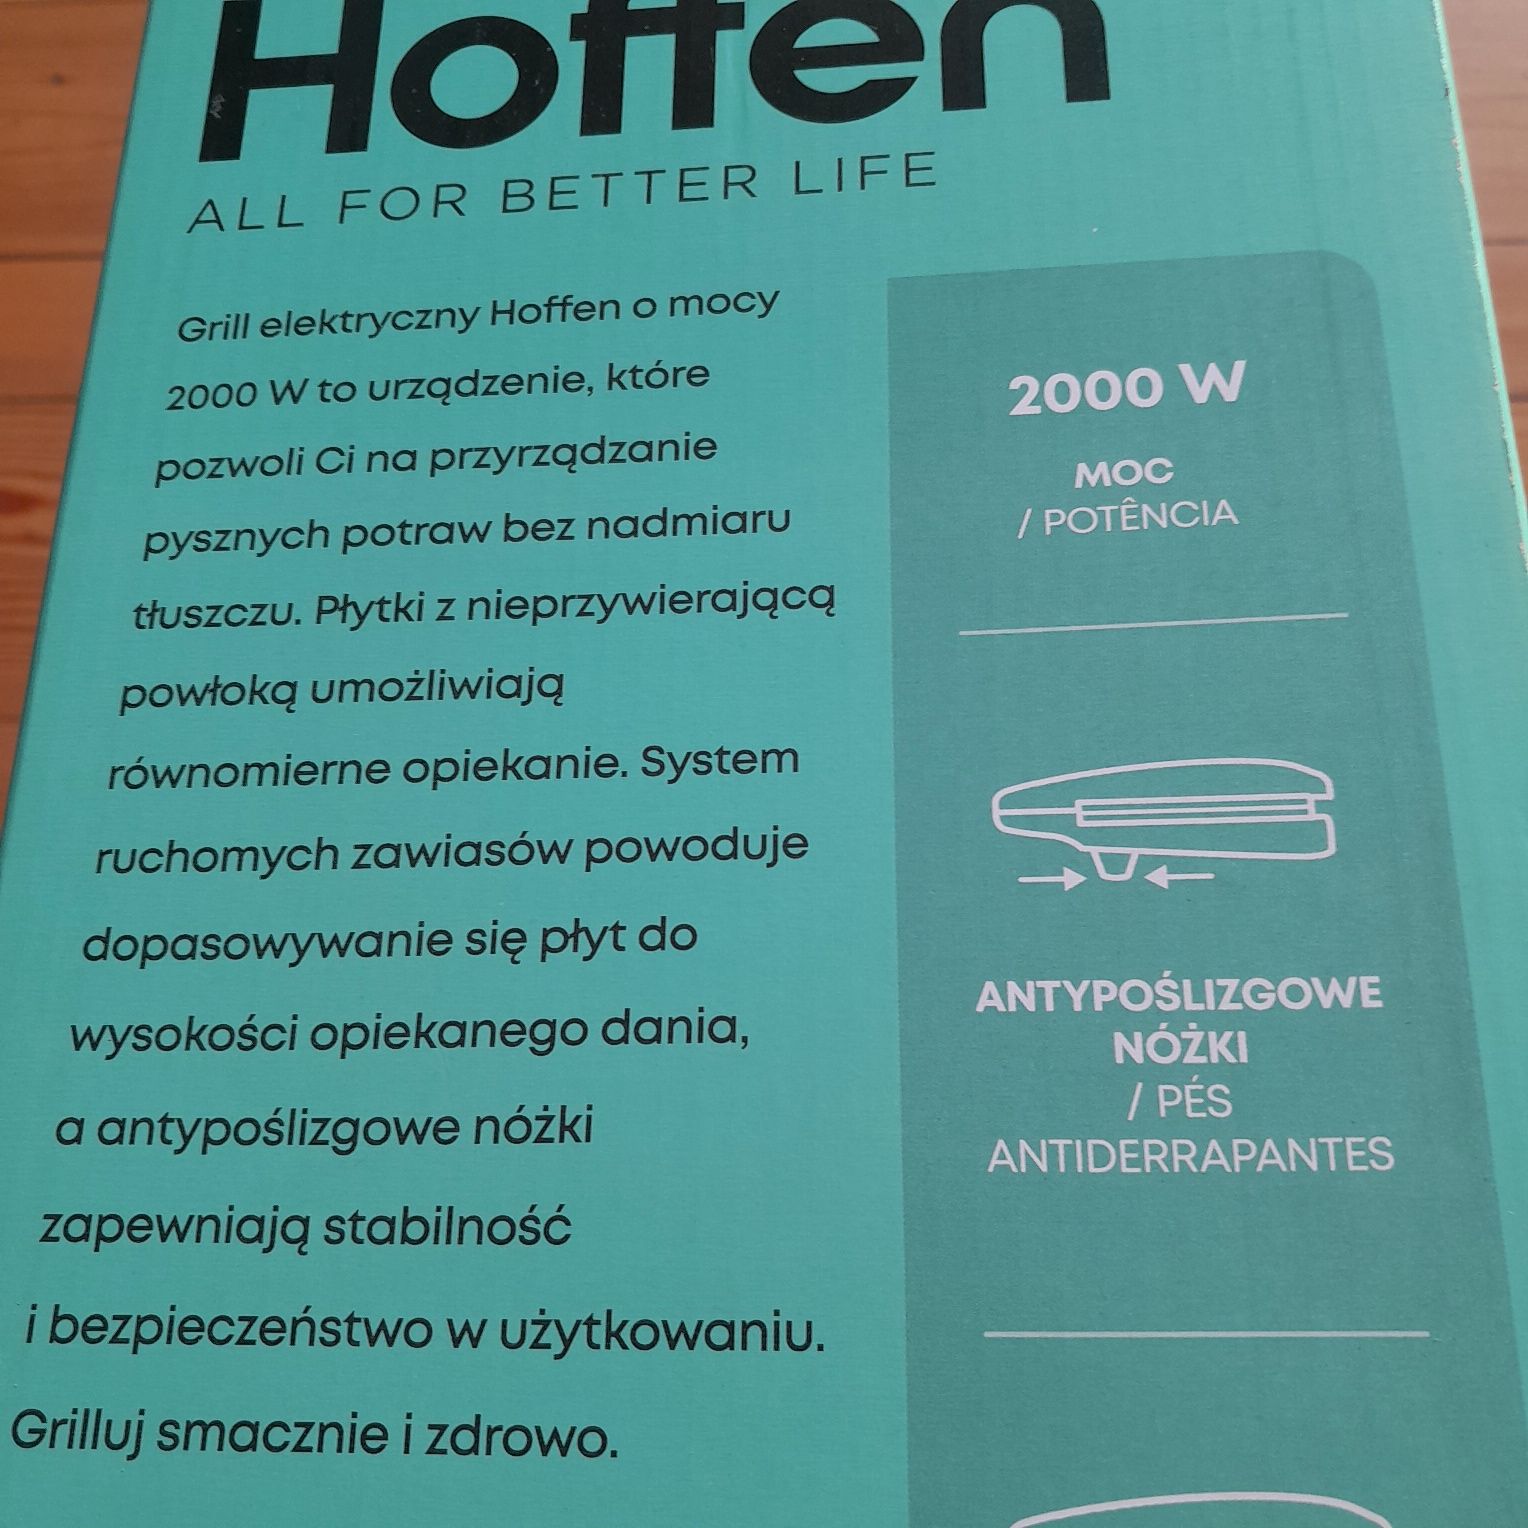 Hoffen
ALL FOR BETTER LIFE
Grill elektryczny Hoffen o mocy
2000 W to urządzenie, które
pozwoli Ci na przyrządzanie
pysznych potraw bez nadmiaru
tłuszczu. Płytki z nieprzywierającą
powłoką umożliwiają
równomierne opiekanie. System
ruchomych zawiasów powoduje
dopasowywanie się płyt do
wysokości opiekanego dania,
a antypoślizgowe nóżki
zapewniają stabilność
i bezpieczeństwo w użytkowaniu.
Grilluj smacznie i zdrowo.
2000 W
MOC
/ POTÊNCIA
ANTYPOŚLIZGOWE
NÓŻKI
/ PÉS
ANTIDERRAPANTES